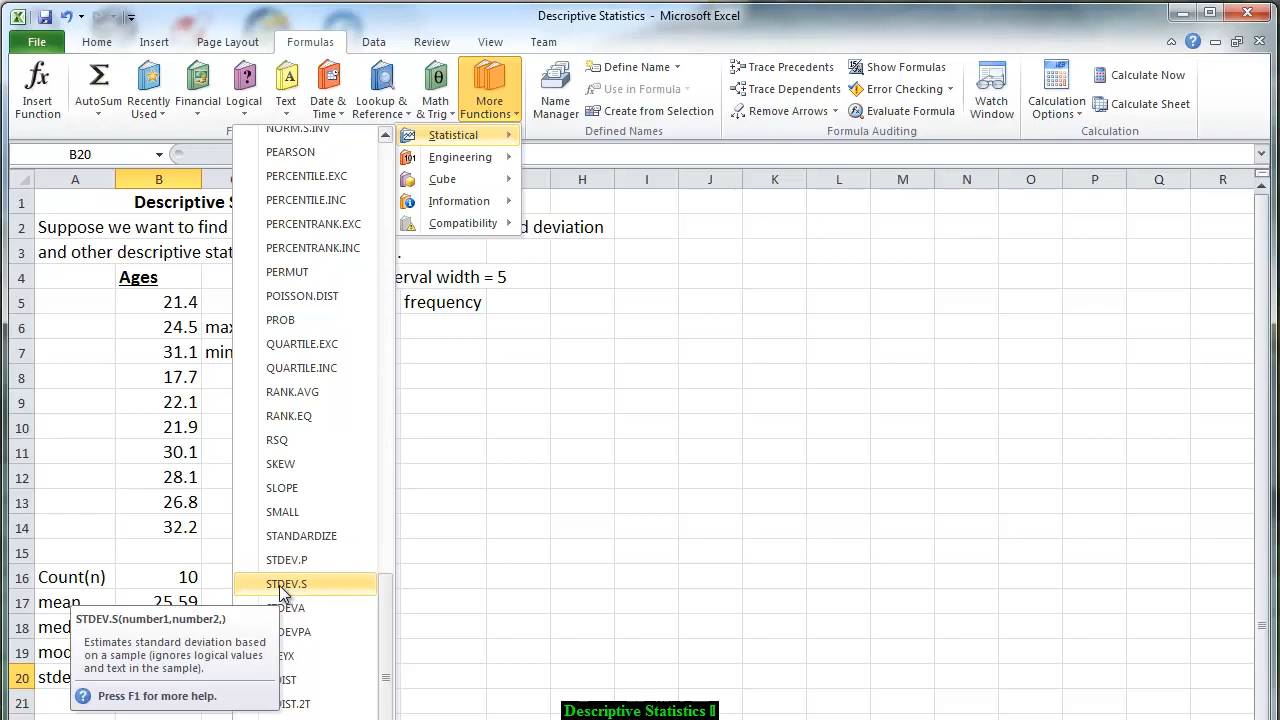 Descriptive Statistics - Microsoft Excel
File Home Insert Page Layout Formulas Data Review View Team
Insert Function
AutoSum
Recently Used
Financial
Logical
Text
Date & Time
Lookup & Reference
Math & Trig
More Functions
Name Manager
Define Name
Use in Formula
Create from Selection
Defined Names
Trace Precedents
Trace Dependents
Remove Arrows
Show Formulas
Error Checking
Evaluate Formula
Formula Auditing
Watch Window
Calculation Options
Calculate Now
Calculate Sheet
Calculation
Statistical
Engineering
Cube
Information
Compatibility
NORM.S.INV
PEARSON
PERCENTILE.EXC
PERCENTILE.INC
PERCENTRANK.EXC
PERCENTRANK.INC
PERMUT
POISSON.DIST
PROB
QUARTILE.EXC
QUARTILE.INC
RANK.AVG
RANK.EQ
RSQ
SKEW
SLOPE
SMALL
STANDARDIZE
STDEV.P
STDEV.S
STDEVA
DEVPA
EYX
IST
IST.2T
B20
A B H I J K L M N O P Q R
1 Descriptive S
2 Suppose we want to find d deviation
3 and other descriptive stat .
4 Ages erval width = 5
5 21.4 frequency
6 24.5 max
7 31.1 min
8 17.7
9 22.1
10 21.9
11 30.1
12 28.1
13 26.8
14 32.2
15
16 Count(n) 10
17 mean 25.59
18 med
19 mod
20 stde
21
STDEV.S(number1,number2,)
Estimates standard deviation based
on a sample (ignores logical values
and text in the sample).
Press F1 for more help.
Descriptive Statistics